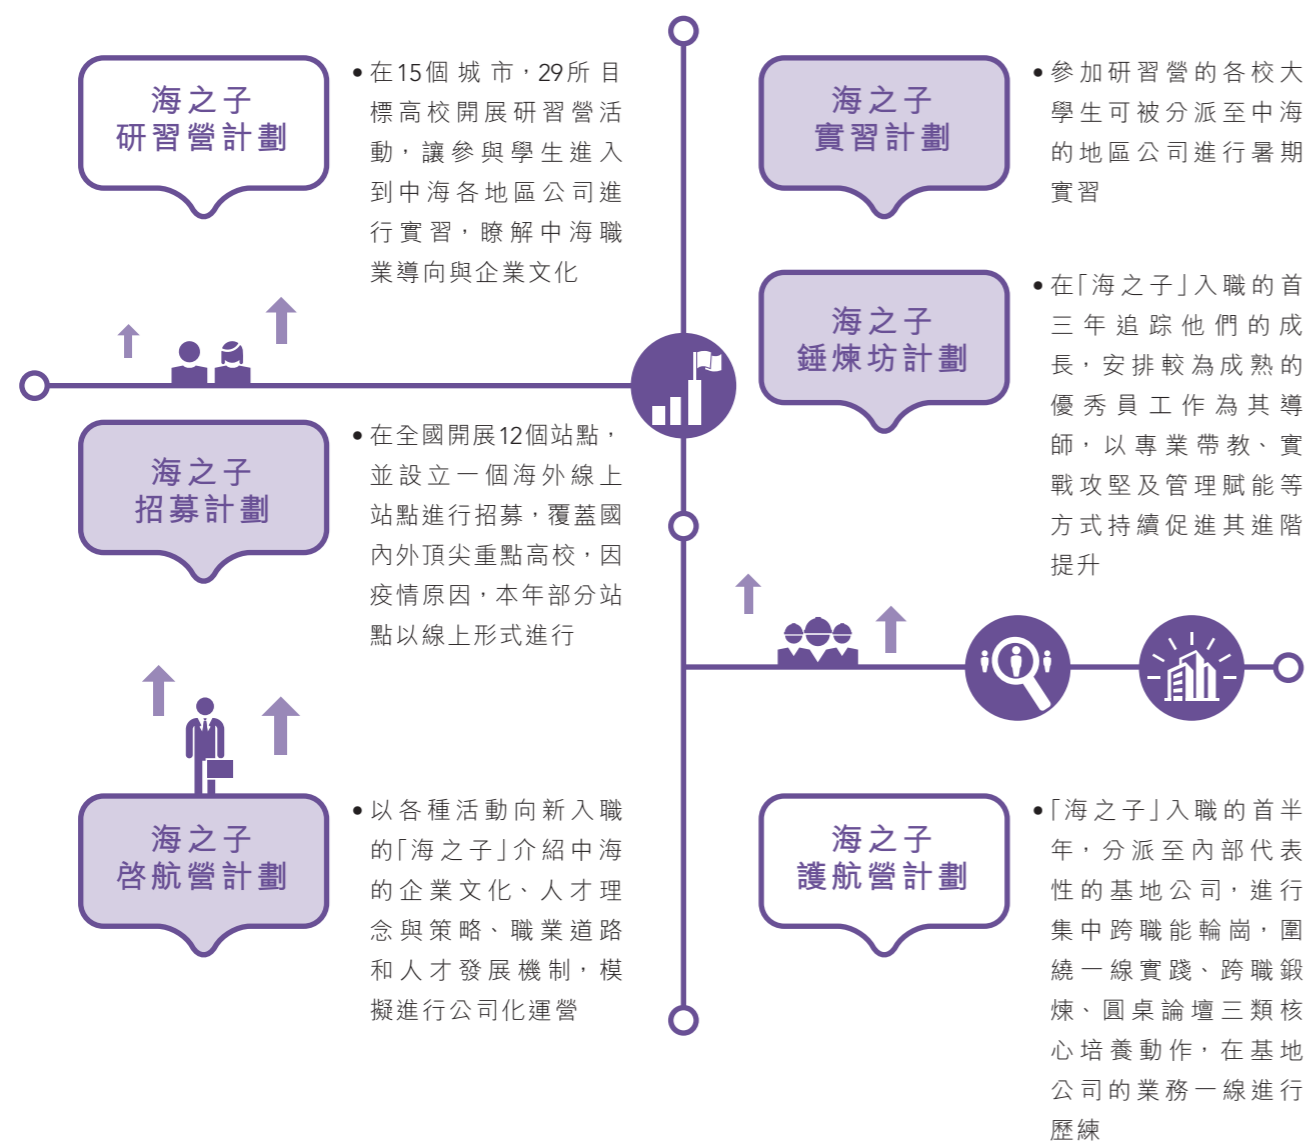 海之子
研習營計劃
•在15個城市，29所目
標高校開展研習營活
動，讓參與學生進入
到中海各地區公司進
行實習，瞭解中海職
業導向與企業文化
海之子
招募計劃
•在全國開展12個站點，
並設立一個海外線上
站點進行招募，覆蓋國
內外頂尖重點高校，因
疫情原因，本年部分站
點以線上形式進行
海之子
啓航營計劃
•以各種活動向新入職
的「海之子」介紹中海
的企業文化、人才理
念與策略、職業道路
和人才發展機制，模
擬進行公司化運營
海之子
實習計劃
•參加研習營的各校大
學生可被分派至中海
的地區公司進行暑期
實習
海之子
錘煉坊計劃
•在「海之子」入職的首
三年追踪他們的成
長，安排較為成熟的
優秀員工作為其導
師，以專業帶教、實
戰攻堅及管理賦能等
方式持續促進其進階
提升
海之子
護航營計劃
•「海之子」入職的首半
年，分派至內部代表
性的基地公司，進行
集中跨職能輪崗，圍
繞一線實踐、跨職鍛
煉、圓桌論壇三類核
心培養動作，在基地
公司的業務一線進行
歷練